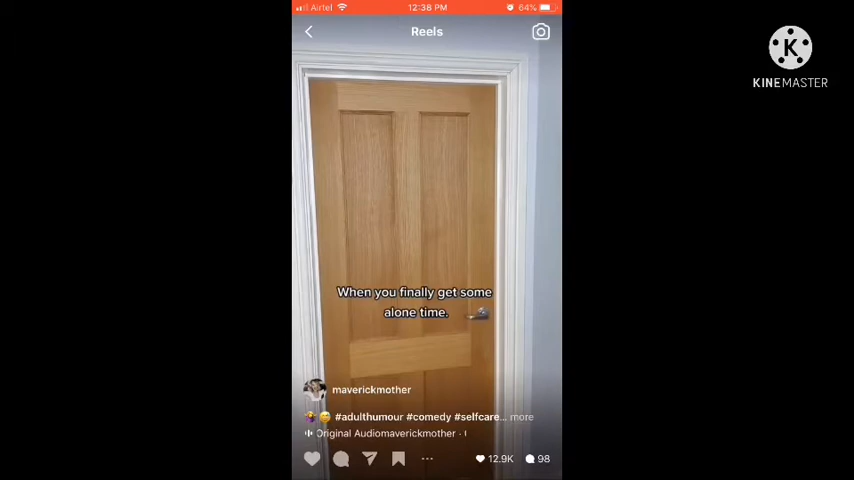 Airtel
12:38 PM
64%
Reels
KINEMASTER
When you finally get some
alone time.
maverickmother
#adulthumour #comedy #selfcare... more
Original Audiomaverickmother ·
12.9K
98